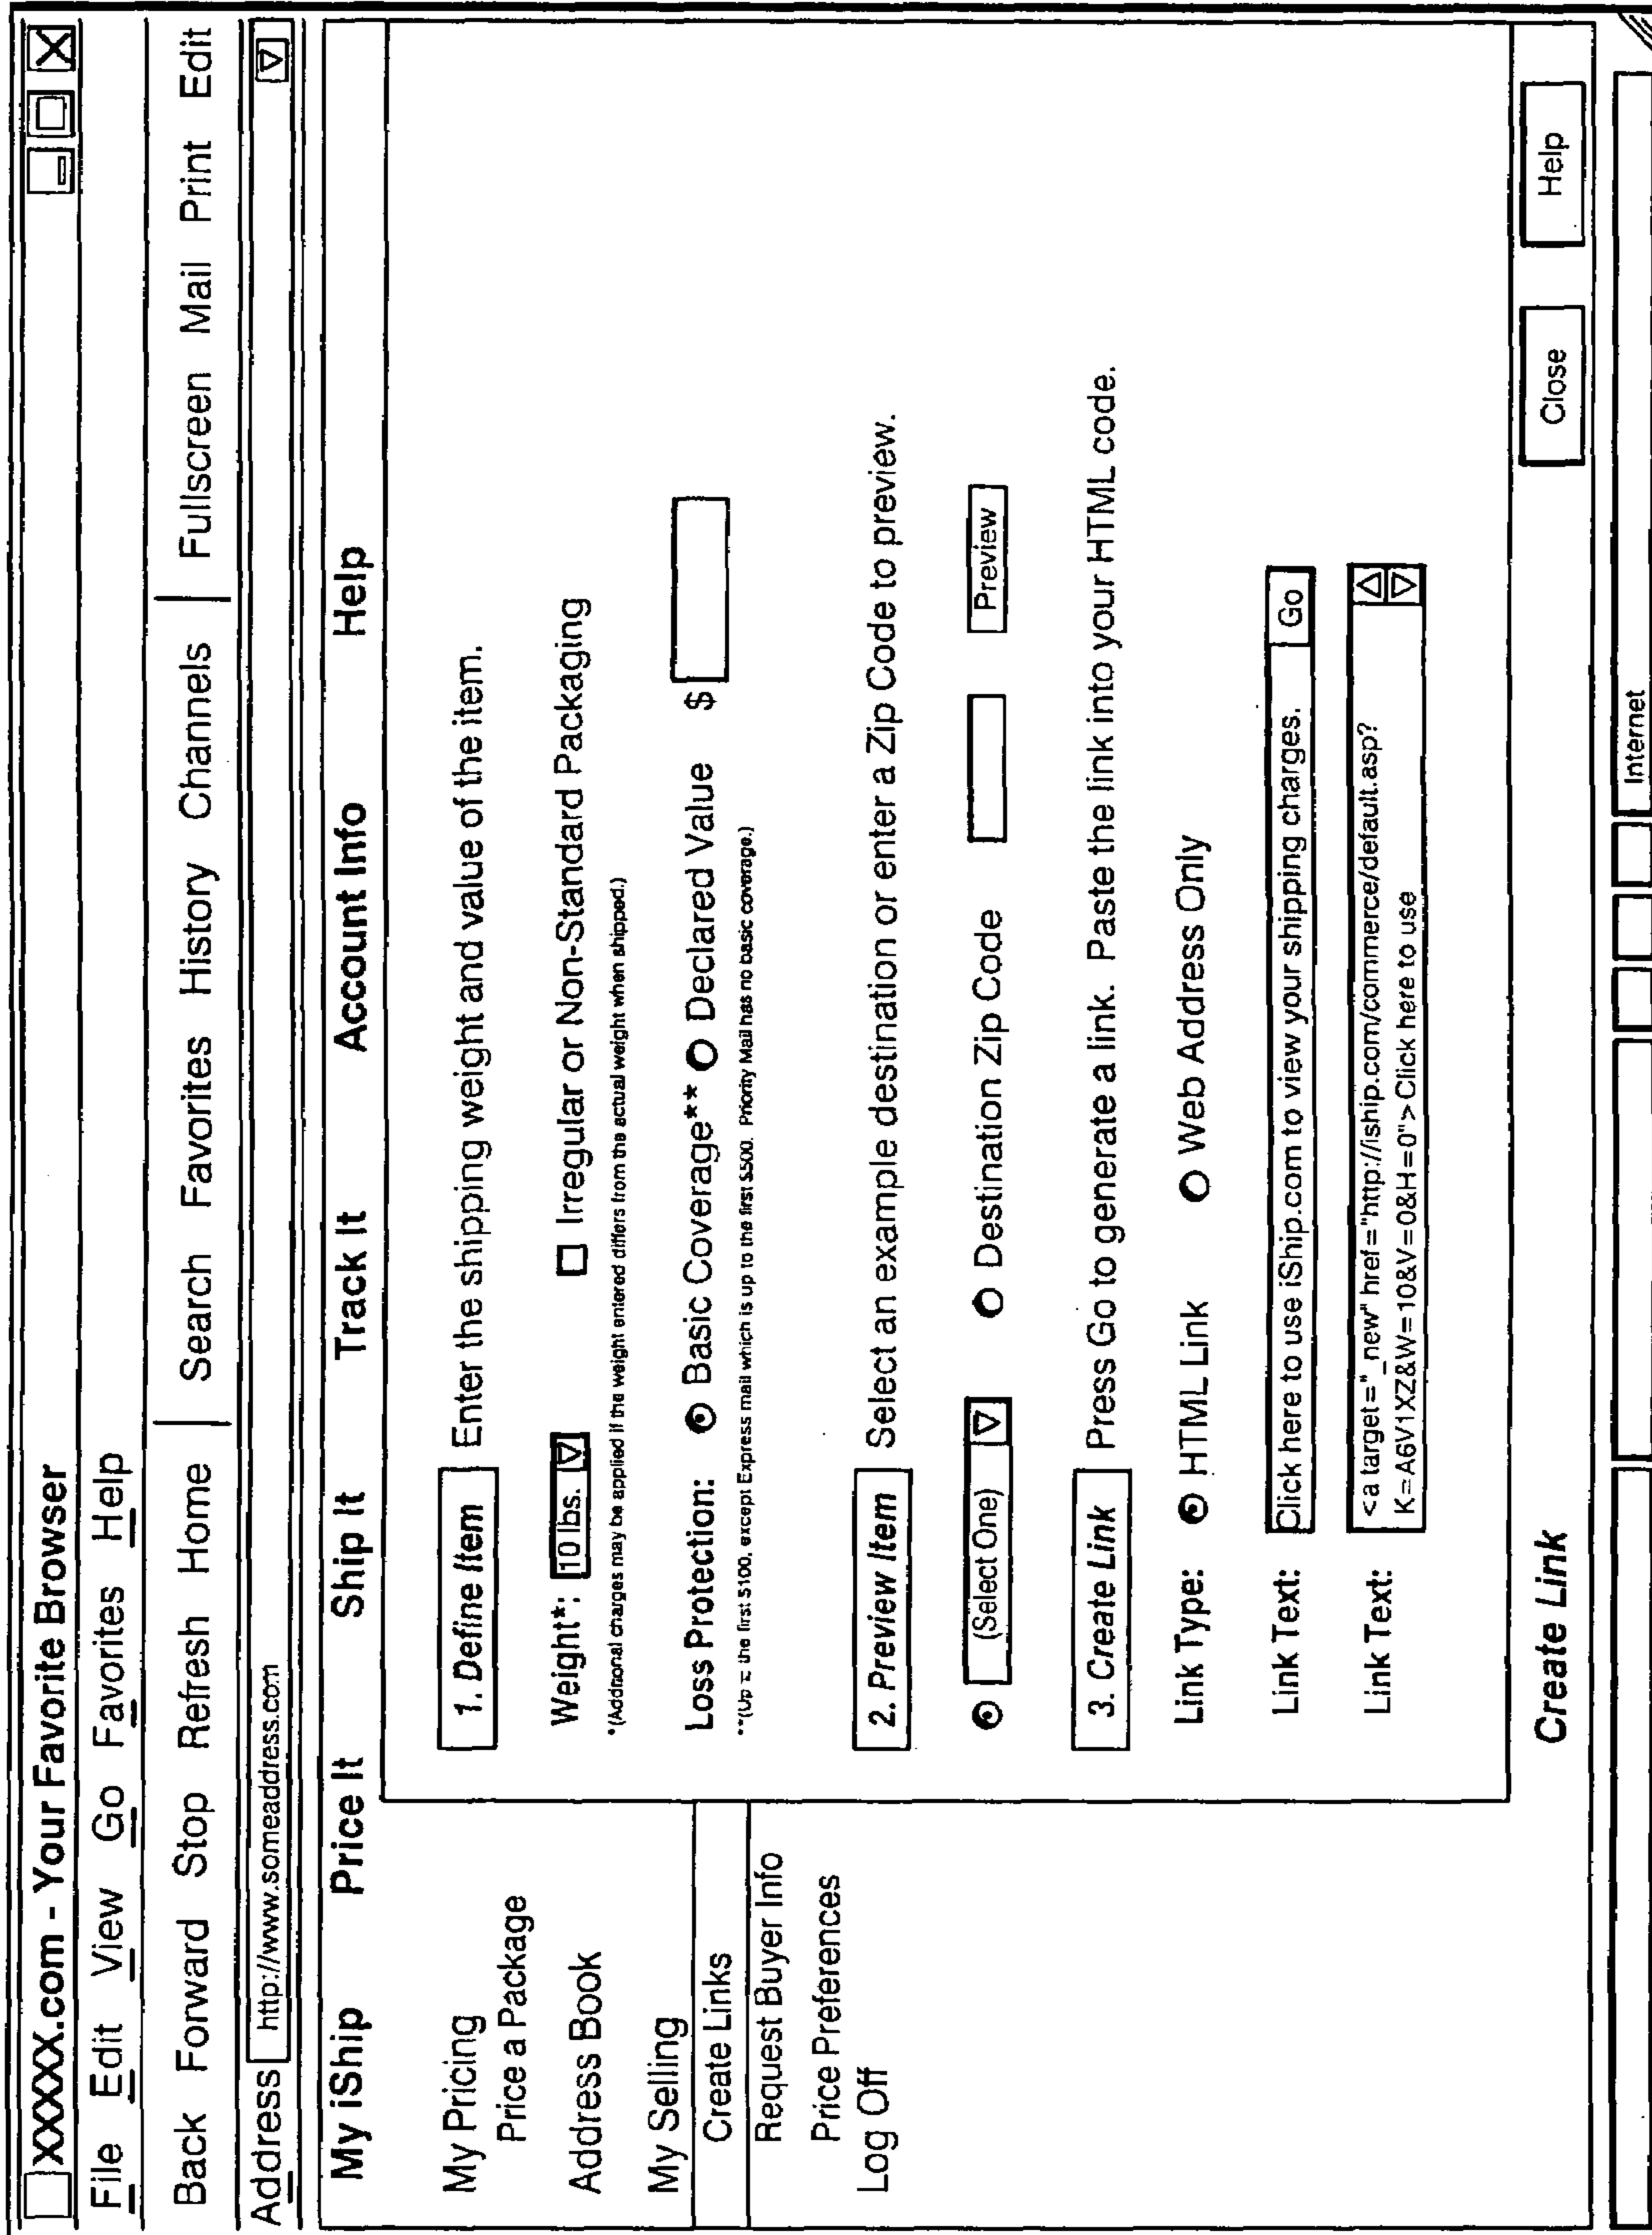 XXXXX.com - Your Favorite Browser
File Edit View Go Favorites Help
Back Forward Stop Refresh Home Search Favorites History Channels Fullscreen Mail Print Edit
Address http://www.someaddress.com
My iShip Price It Ship It Track It Account Info Help
My Pricing
Price a Package
Address Book
My Selling
Create Links
Request Buyer Info
Price Preferences
Log Off
1. Define Item Enter the shipping weight and value of the item.
Weight*: 10 lbs. Irregular or Non-Standard Packaging
*(Additional charges may be applied if the weight entered differs from the actual weight when shipped.)
Loss Protection: Basic Coverage** Declared Value $
**(Up = the first $100, except Express mail which is up to the first $500. Priority Mail has no basic coverage.)
2. Preview Item Select an example destination or enter a Zip Code to preview.
(Select One) Destination Zip Code Preview
3. Create Link Press Go to generate a link. Paste the link into your HTML code.
Link Type: HTML Link Web Address Only
Link Text: Click here to use iShip.com to view your shipping charges. Go
Link Text: <a target="_new" href="http://iship.com/commerce/default.asp?
K=A6V1XZ&W=10&V=0&H=0"> Click here to use
Create Link Close Help
Internet